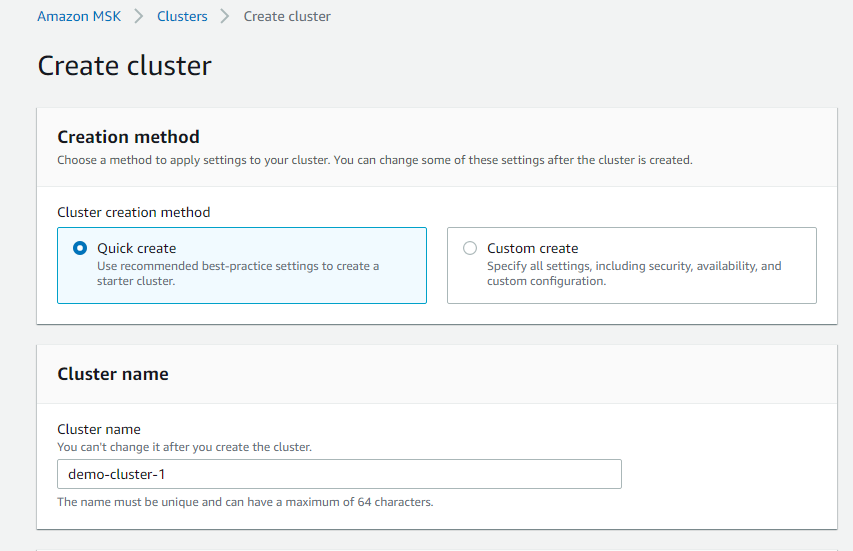 Amazon MSK > Clusters > Create cluster
Create cluster
Creation method
Choose a method to apply settings to your cluster. You can change some of these settings after the cluster is created.
Cluster creation method
Quick create
Use recommended best-practice settings to create a
starter cluster.
Custom create
Specify all settings, including security, availability, and
custom configuration.
Cluster name
Cluster name
You can't change it after you create the cluster.
demo-cluster-1
The name must be unique and can have a maximum of 64 characters.